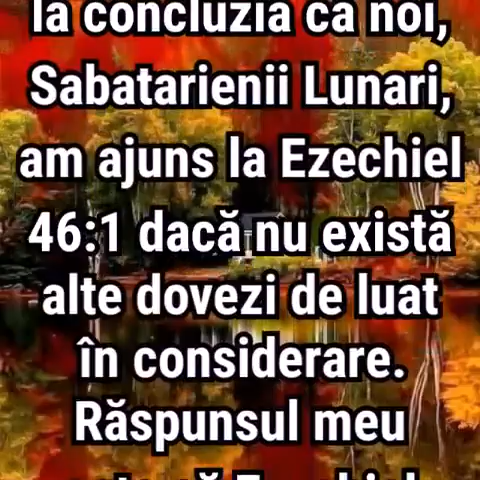 la concluzia că noi,
Sabatarienii Lunari,
am ajuns la Ezechiel
46:1 dacă nu există
alte dovezi de luat
în considerare.
Răspunsul meu